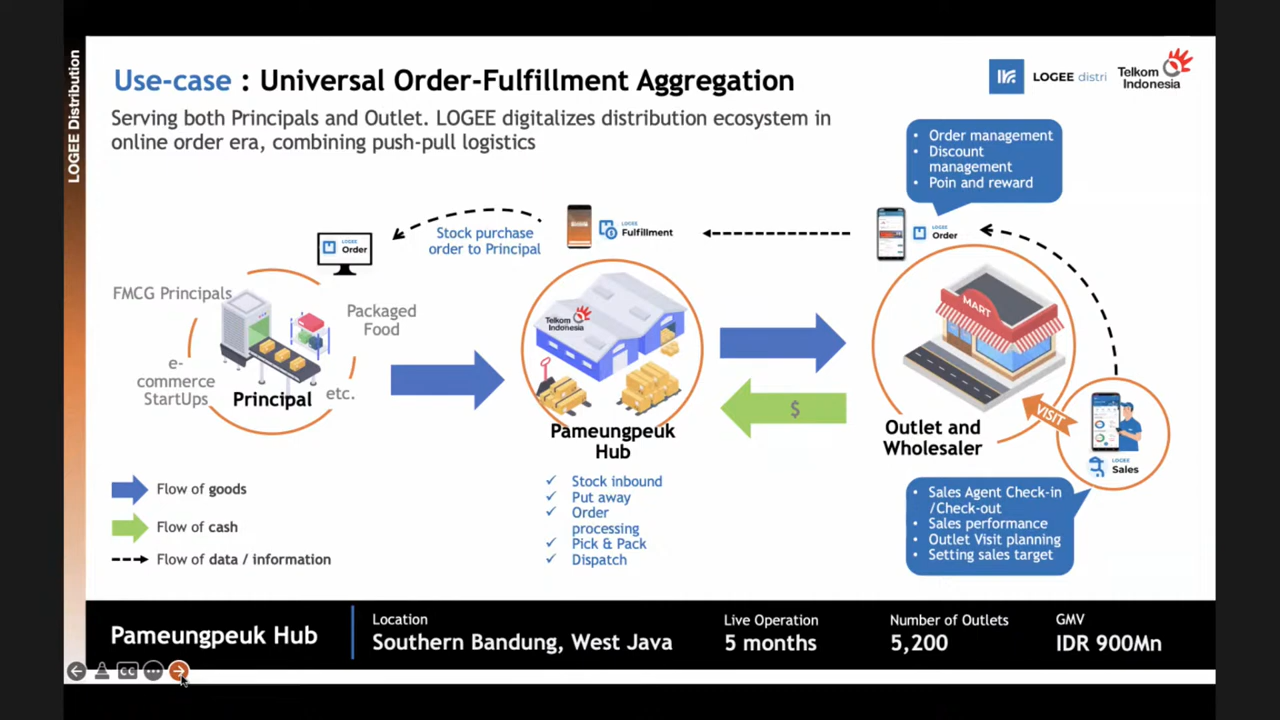 LOGEE Distribution
Use-case : Universal Order-Fulfillment Aggregation
Serving both Principals and Outlet. LOGEE digitalizes distribution ecosystem in
online order era, combining push-pull logistics
LOGEE distri
Telkom
Indonesia
• Order management
• Discount
management
• Poin and reward
LOGEE
Order
Stock purchase
order to Principal
LOGEE
Fulfillment
LOGEE
Order
FMCG Principals
Packaged
Food
e-
commerce
StartUps
etc.
Principal
Telkom
Indonesia
Pameungpeuk
Hub
✓ Stock inbound
✓ Put away
✓ Order
processing
✓ Pick & Pack
✓ Dispatch
$
MART
Outlet and
Wholesaler
VISIT
LOGEE
Sales
• Sales Agent Check-in
/Check-out
• Sales performance
• Outlet Visit planning
• Setting sales target
Flow of goods
Flow of cash
Flow of data / information
Pameungpeuk Hub
Location
Southern Bandung, West Java
Live Operation
5 months
Number of Outlets
5,200
GMV
IDR 900Mn
CC